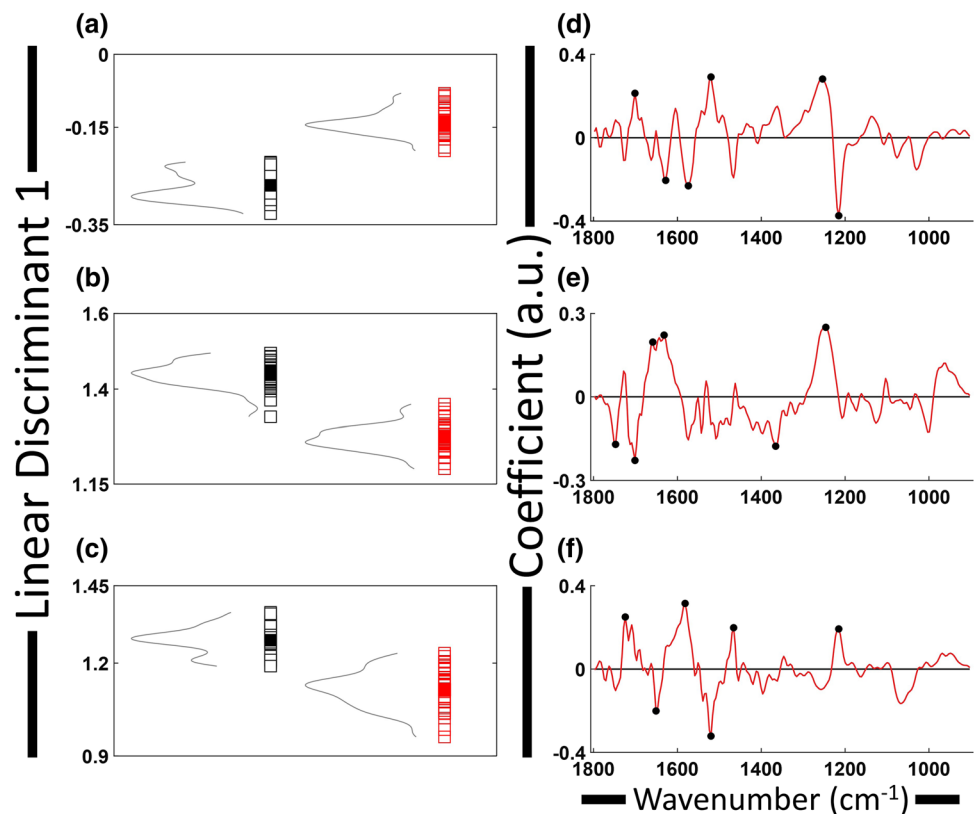 Linear Discriminant 1
(a)
0
-0.15
-0.35
(b)
1.6
1.4
1.15
(c)
1.45
1.2
0.9
Coefficient (a.u.)
(d)
0.4
0
-0.4
1800 1600 1400 1200 1000
(e)
0.3
0
-0.3
1800 1600 1400 1200 1000
(f)
0.4
0
-0.4
1800 1600 1400 1200 1000
Wavenumber (cm⁻¹)